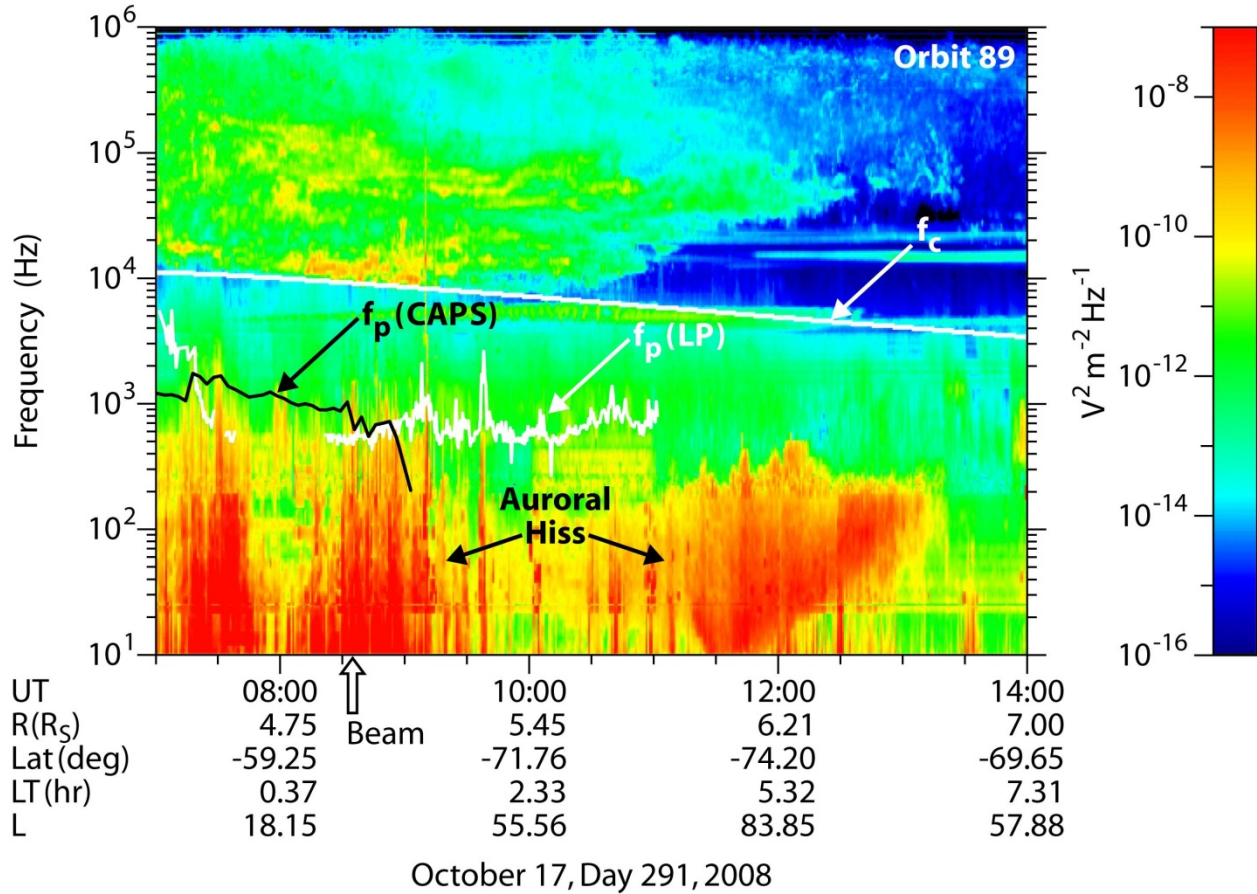 Orbit 89
10^6
10^5
10^4
10^3
10^2
10^1
Frequency (Hz)
f_c
f_p (CAPS)
f_p (LP)
Auroral
Hiss
10^-8
10^-10
10^-12
10^-14
10^-16
V^2 m^-2 Hz^-1
UT 08:00 10:00 12:00 14:00
R(R_S) 4.75 5.45 6.21 7.00
Beam
Lat(deg) -59.25 -71.76 -74.20 -69.65
LT(hr) 0.37 2.33 5.32 7.31
L 18.15 55.56 83.85 57.88
October 17, Day 291, 2008